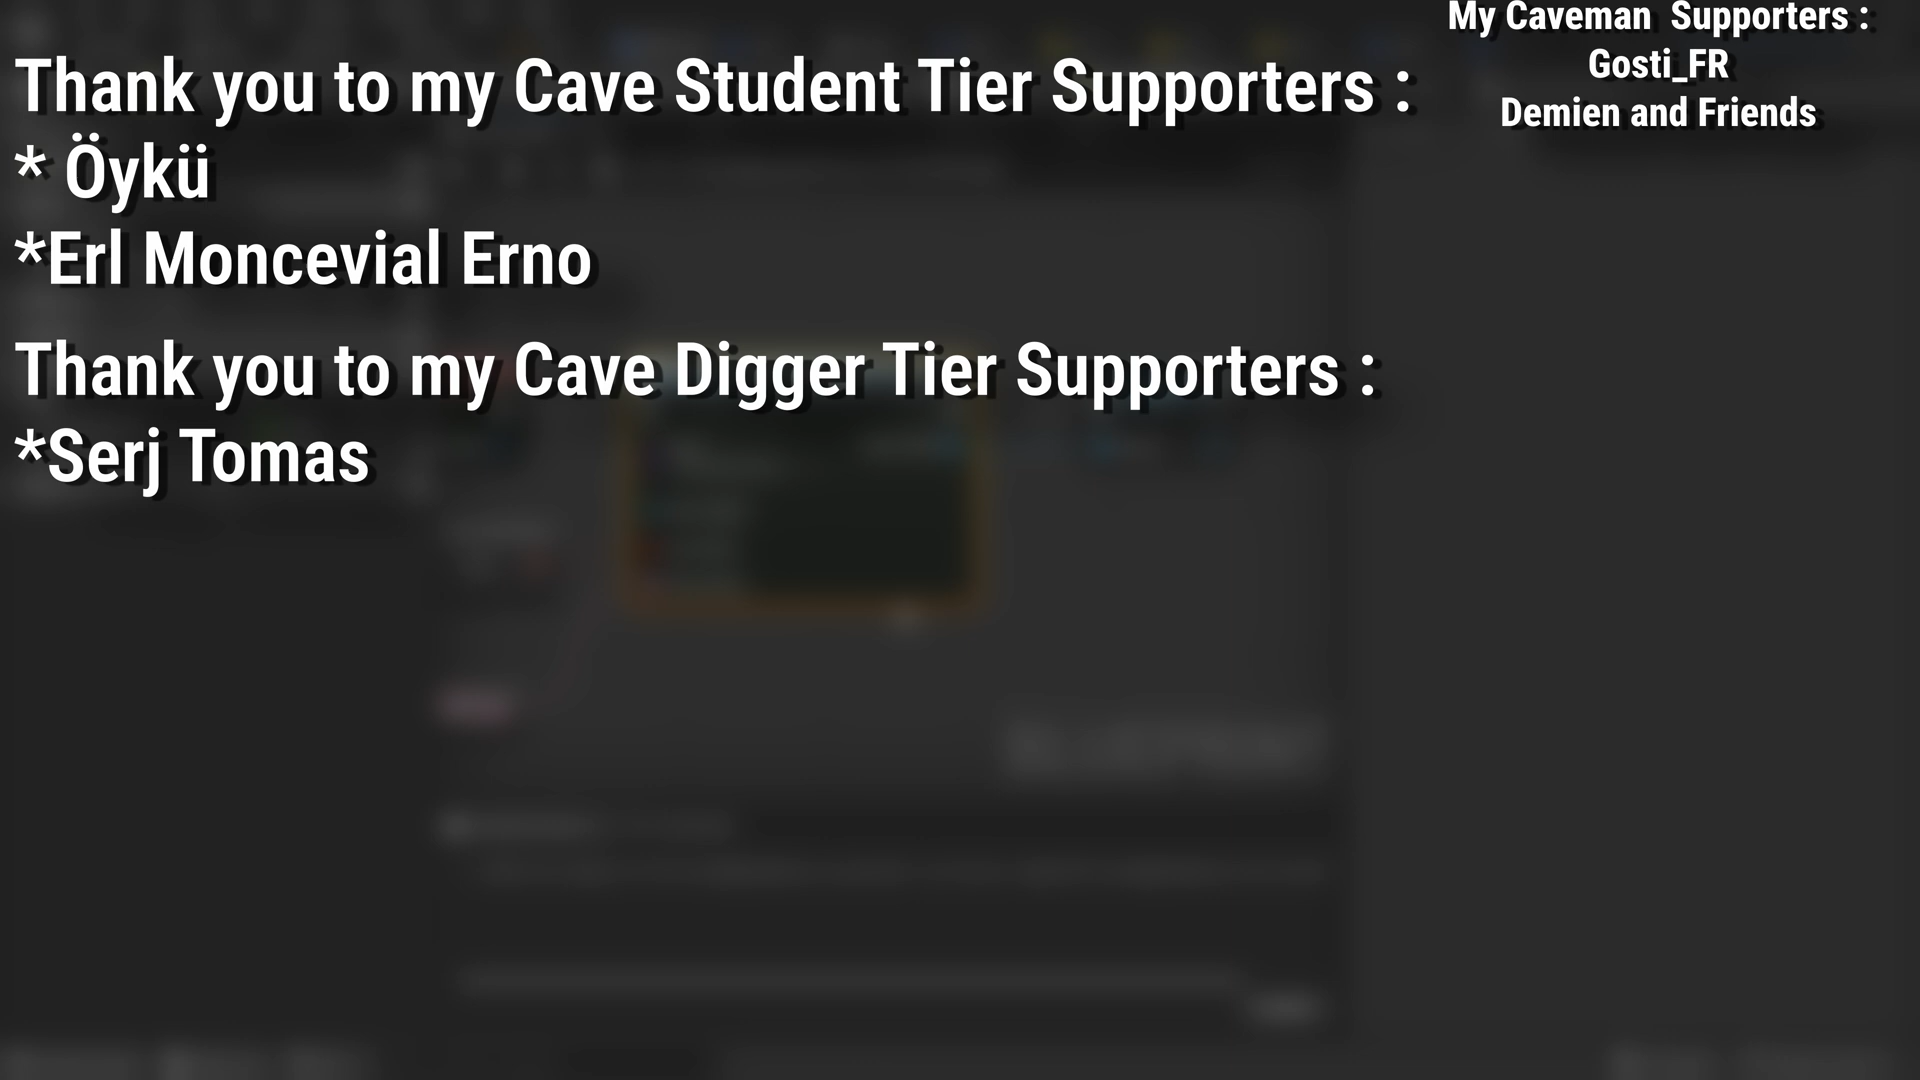 Thank you to my Cave Student Tier Supporters :
* Öykü
*Erl Moncevial Erno
Thank you to my Cave Digger Tier Supporters :
*Serj Tomas
My Caveman  Supporters :
Gosti_FR
Demien and Friends